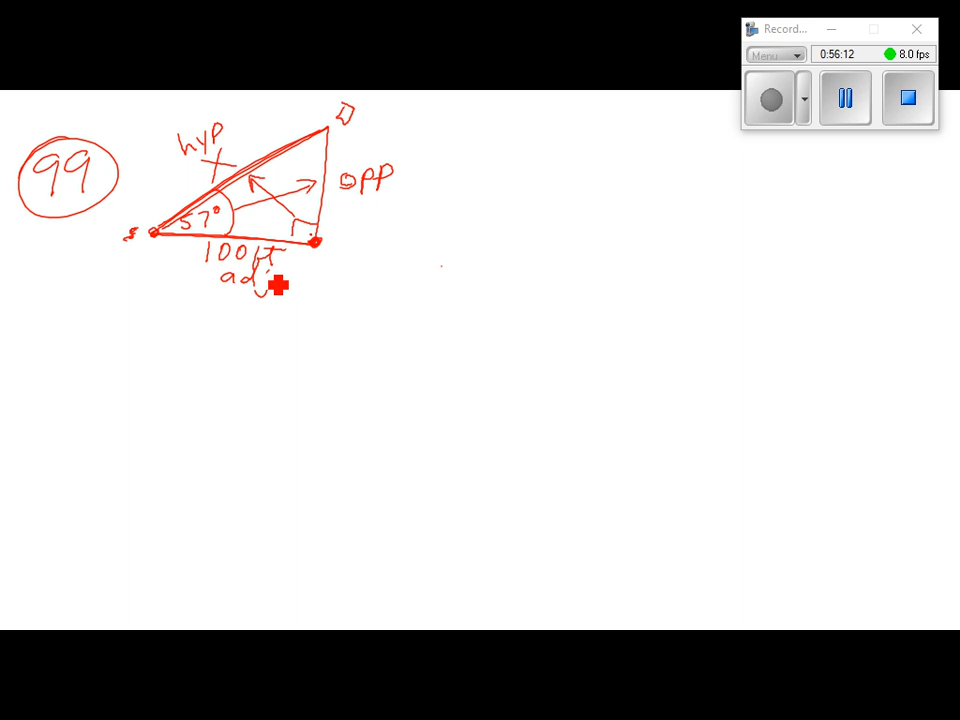 Record...
Menu
0:56:12
8.0 fps
99
hyp
x
opp
57°
100ft
adj